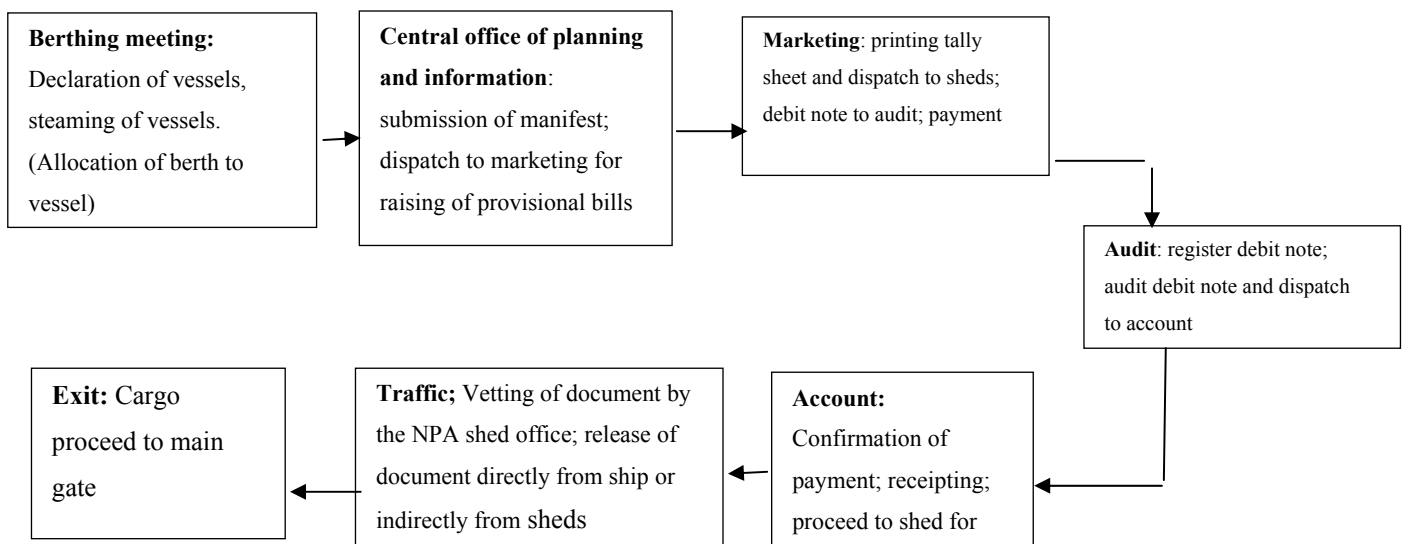 Berthing meeting:
Declaration of vessels,
steaming of vessels.
(Allocation of berth to
vessel)
Central office of planning
and information:
submission of manifest;
dispatch to marketing for
raising of provisional bills
Marketing: printing tally
sheet and dispatch to sheds;
debit note to audit; payment
Audit: register debit note;
audit debit note and dispatch
to account
Account:
Confirmation of
payment; receipting;
proceed to shed for
Traffic; Vetting of document by
the NPA shed office; release of
document directly from ship or
indirectly from sheds
Exit: Cargo
proceed to main
gate